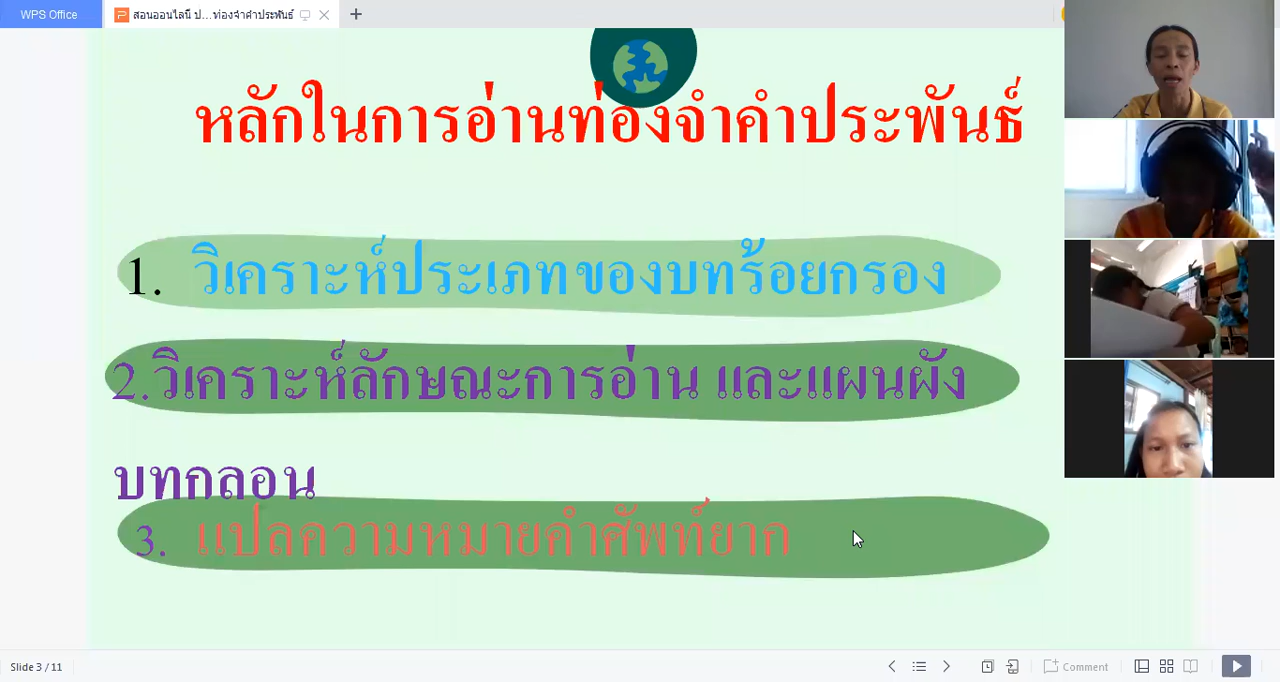 WPS Office
สอนออนไลน์ ป...ท่องจำคำประพันธ์
หลักในการอ่านท่องจำคำประพันธ์
1. วิเคราะห์ประเภทของบทร้อยกรอง
2.วิเคราะห์ลักษณะการอ่าน และแผนผัง
บทกลอน
3. แปลความหมายคำศัพท์ยาก
Slide 3 / 11
Comment